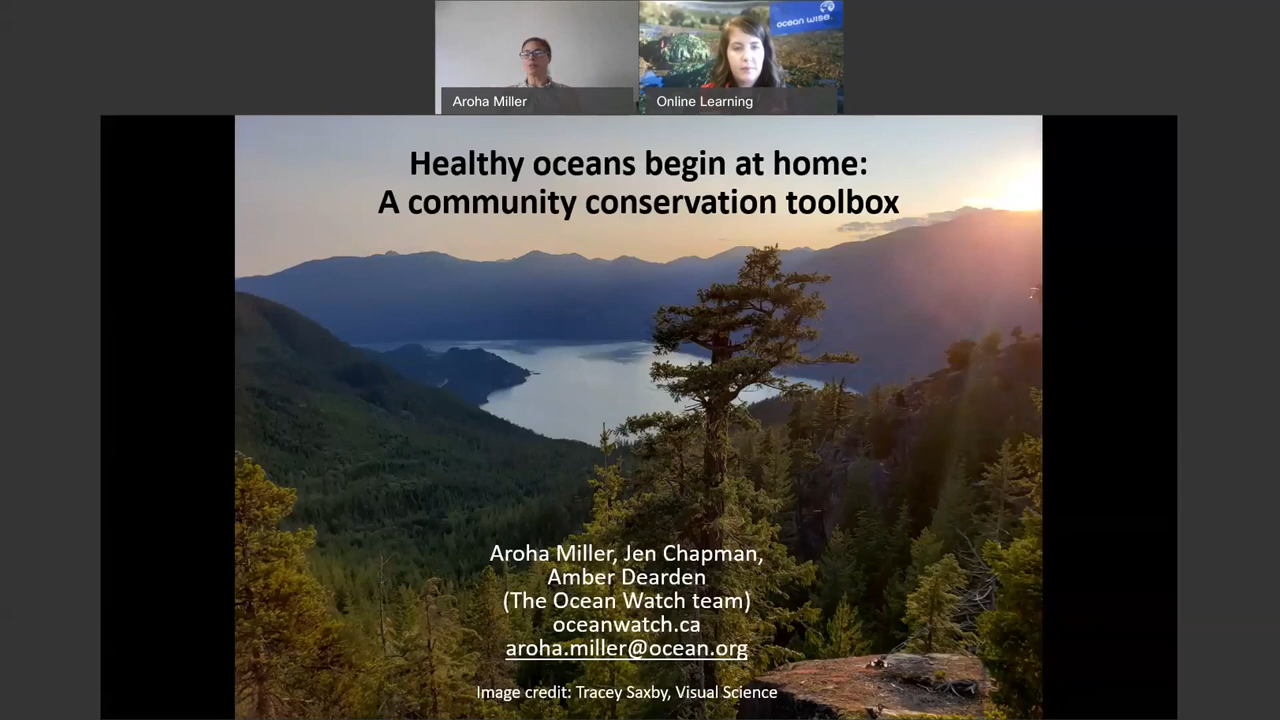 ocean wise.
Aroha Miller
Online Learning
Healthy oceans begin at home:
A community conservation toolbox
Aroha Miller, Jen Chapman,
Amber Dearden
(The Ocean Watch team)
oceanwatch.ca
aroha.miller@ocean.org
Image credit: Tracey Saxby, Visual Science